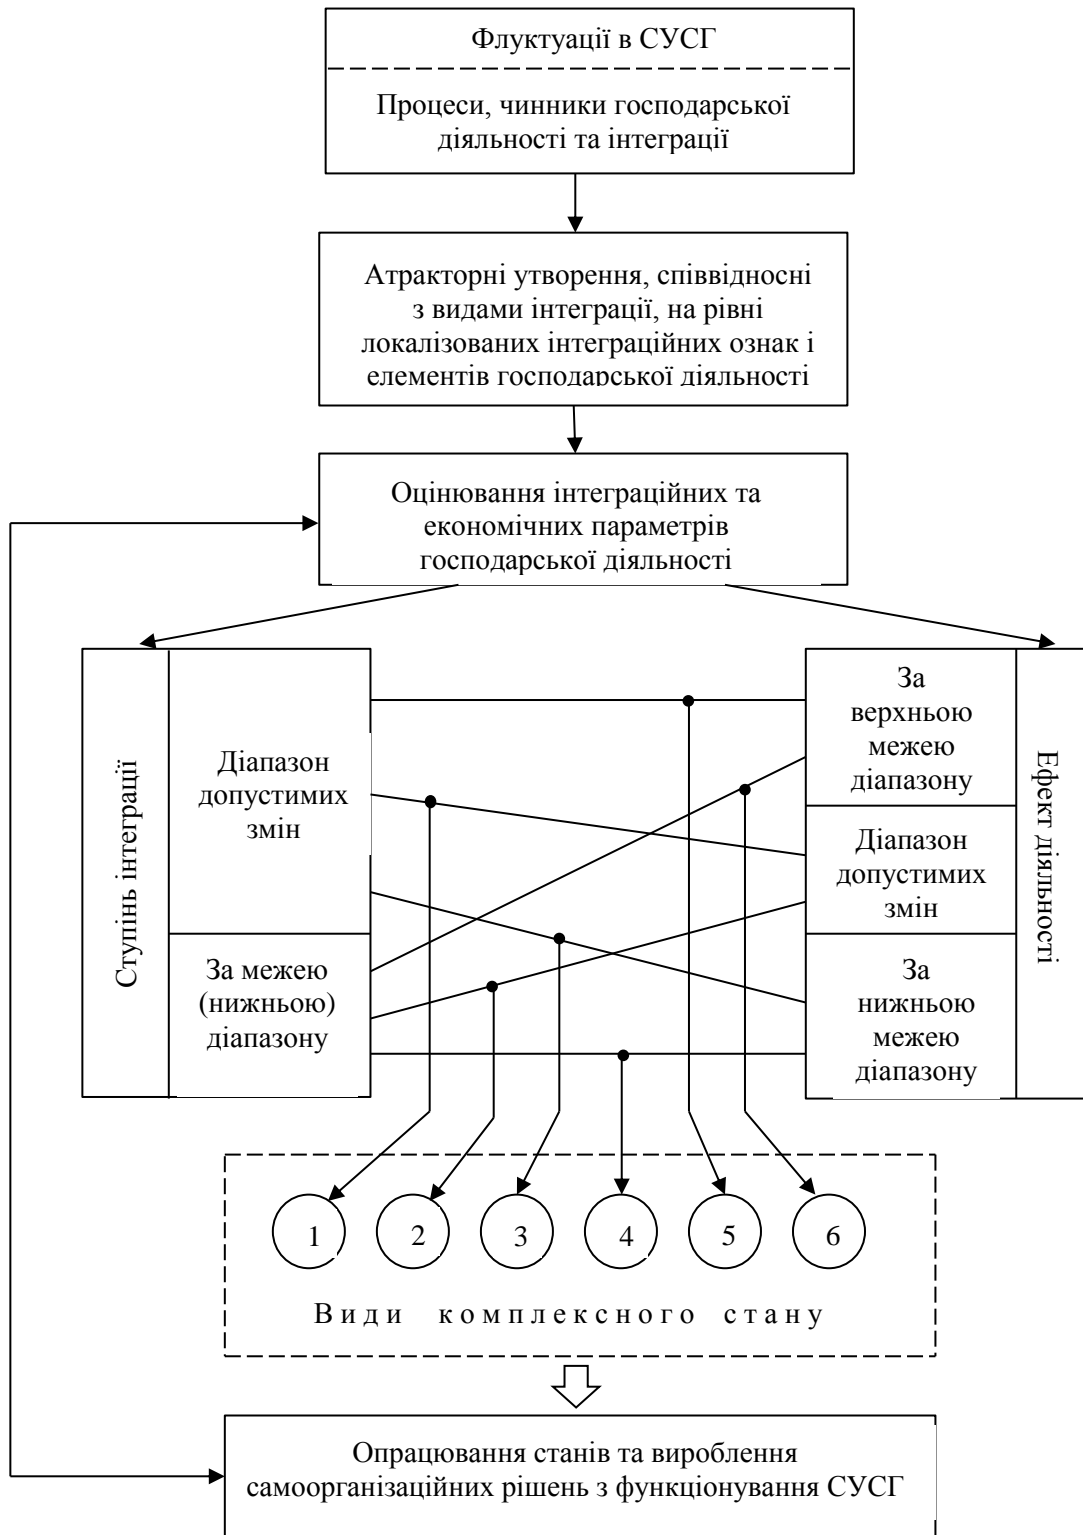 Флуктуації в СУСГ
Процеси, чинники господарської
діяльності та інтеграції
Атракторні утворення, співвідносні
з видами інтеграції, на рівні
локалізованих інтеграційних ознак і
елементів господарської діяльності
Оцінювання інтеграційних та
економічних параметрів
господарської діяльності
Ступінь інтеграції
Діапазон
допустимих
змін
За межею
(нижньою)
діапазону
За
верхньою
межею
діапазону
Діапазон
допустимих
змін
За
нижньою
межею
діапазону
Ефект діяльності
1 2 3 4 5 6
Види комплексного стану
Опрацювання станів та вироблення
самоорганізаційних рішень з функціонування СУСГ